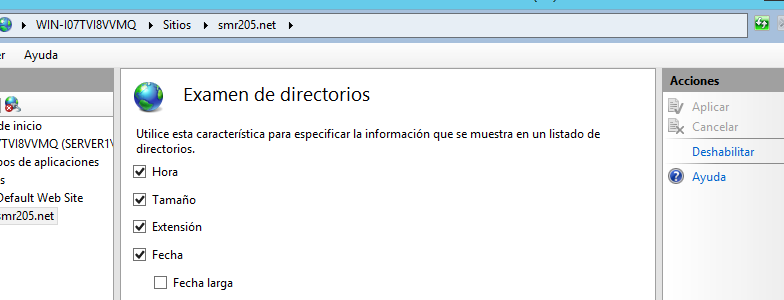 WIN-I07TVI8VVMQ Sitios smr205.net
Ayuda
Examen de directorios
Acciones
Utilice esta característica para especificar la información que se muestra en un listado de
directorios.
Aplicar
Cancelar
Deshabilitar
Ayuda
de inicio
7TVI8VVMQ (SERVER1\
pos de aplicaciones
s
Default Web Site
smr205.net
Hora
Tamaño
Extensión
Fecha
Fecha larga